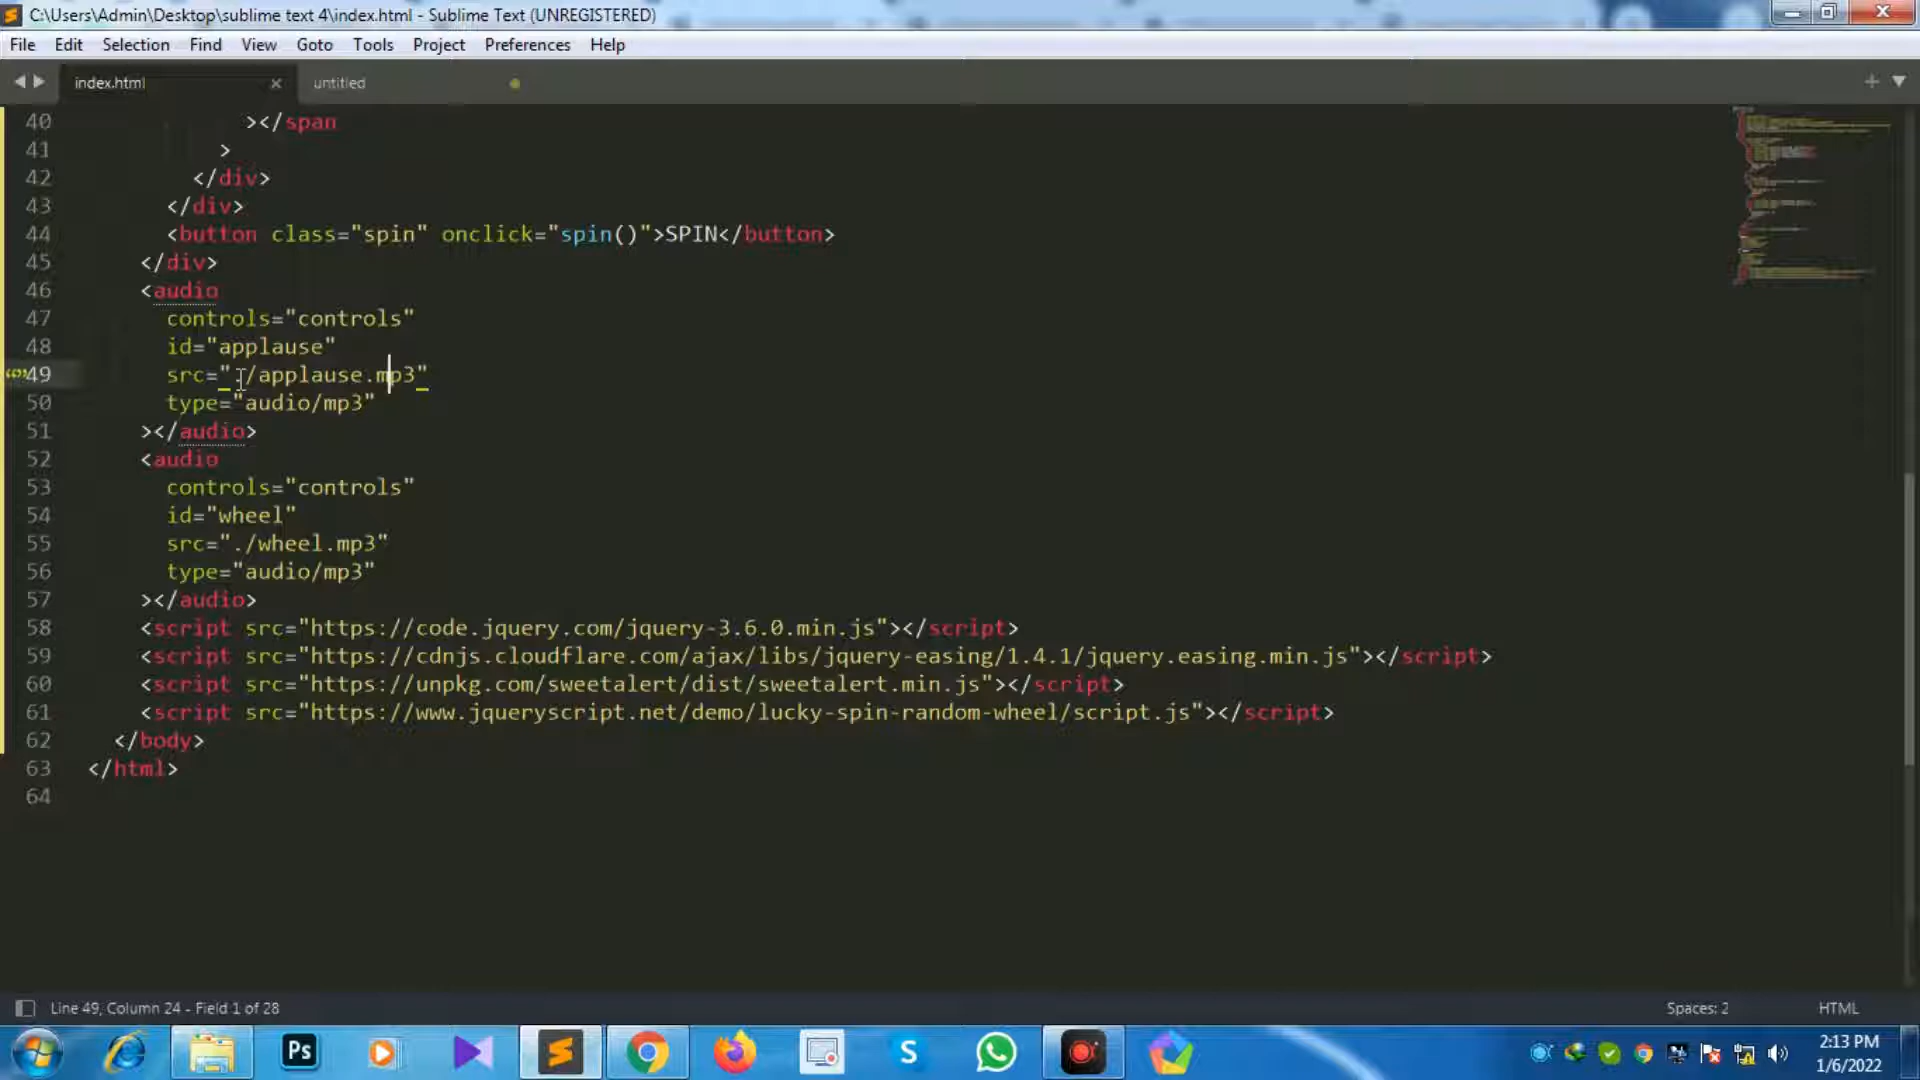 C:\Users\Admin\Desktop\sublime text 4\index.html - Sublime Text (UNREGISTERED)
File Edit Selection Find View Goto Tools Project Preferences Help
index.html untitled
40 ></span
41 >
42 </div>
43 </div>
44 <button class="spin" onclick="spin()">SPIN</button>
45 </div>
46 <audio
47 controls="controls"
48 id="applause"
49 src="./applause.mp3"
50 type="audio/mp3"
51 ></audio>
52 <audio
53 controls="controls"
54 id="wheel"
55 src="./wheel.mp3"
56 type="audio/mp3"
57 ></audio>
58 <script src="https://code.jquery.com/jquery-3.6.0.min.js"></script>
59 <script src="https://cdnjs.cloudflare.com/ajax/libs/jquery-easing/1.4.1/jquery.easing.min.js"></script>
60 <script src="https://unpkg.com/sweetalert/dist/sweetalert.min.js"></script>
61 <script src="https://www.jqueryscript.net/demo/lucky-spin-random-wheel/script.js"></script>
62 </body>
63 </html>
64
Line 49, Column 24 - Field 1 of 28 Spaces: 2 HTML
Ps
2:13 PM
1/6/2022